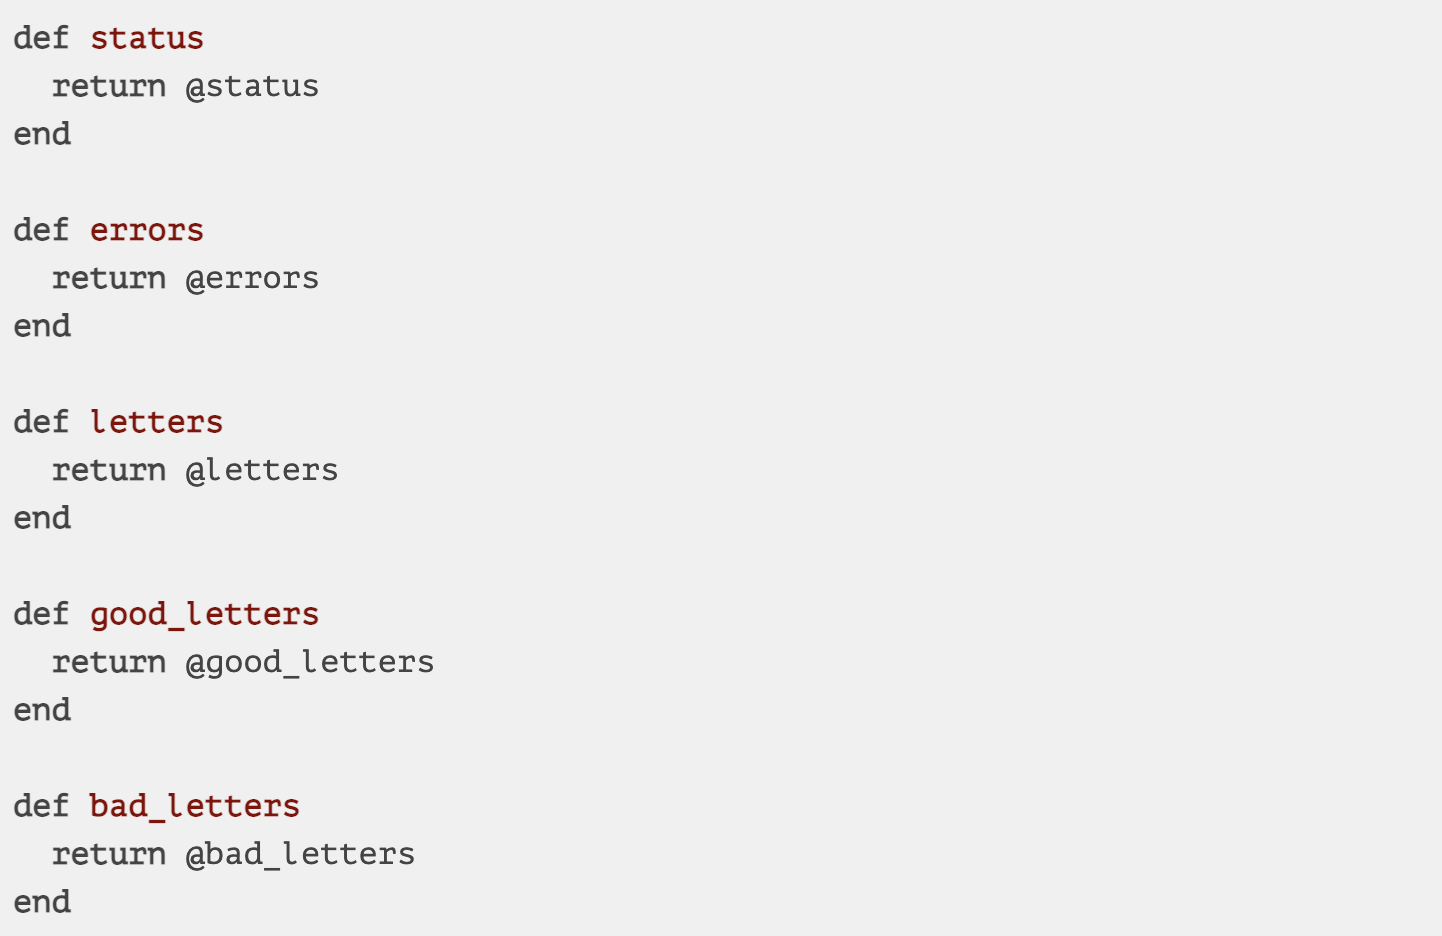 def status
  return @status
end

def errors
  return @errors
end

def letters
  return @letters
end

def good_letters
  return @good_letters
end

def bad_letters
  return @bad_letters
end